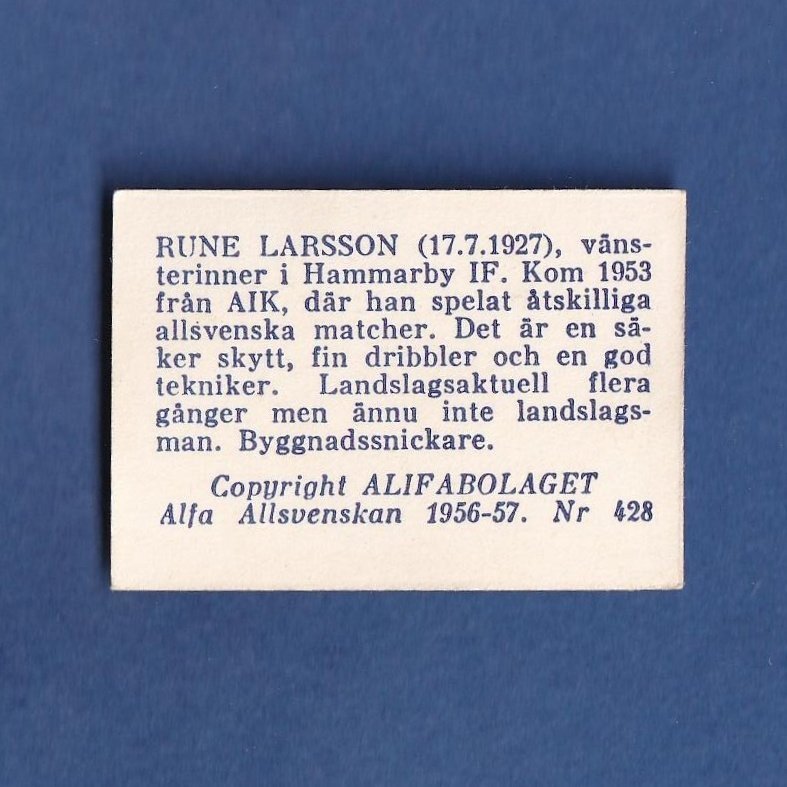 RUNE LARSSON (17.7.1927), väns-
terinner i Hammarby IF. Kom 1953
från AIK, där han spelat åtskilliga
allsvenska matcher. Det är en sä-
ker skytt, fin dribbler och en god
tekniker. Landslagsaktuell flera
gånger men ännu inte landslags-
man. Byggnadssnickare.
Copyright ALIFABOLAGET
Alfa Allsvenskan 1956-57. Nr 428